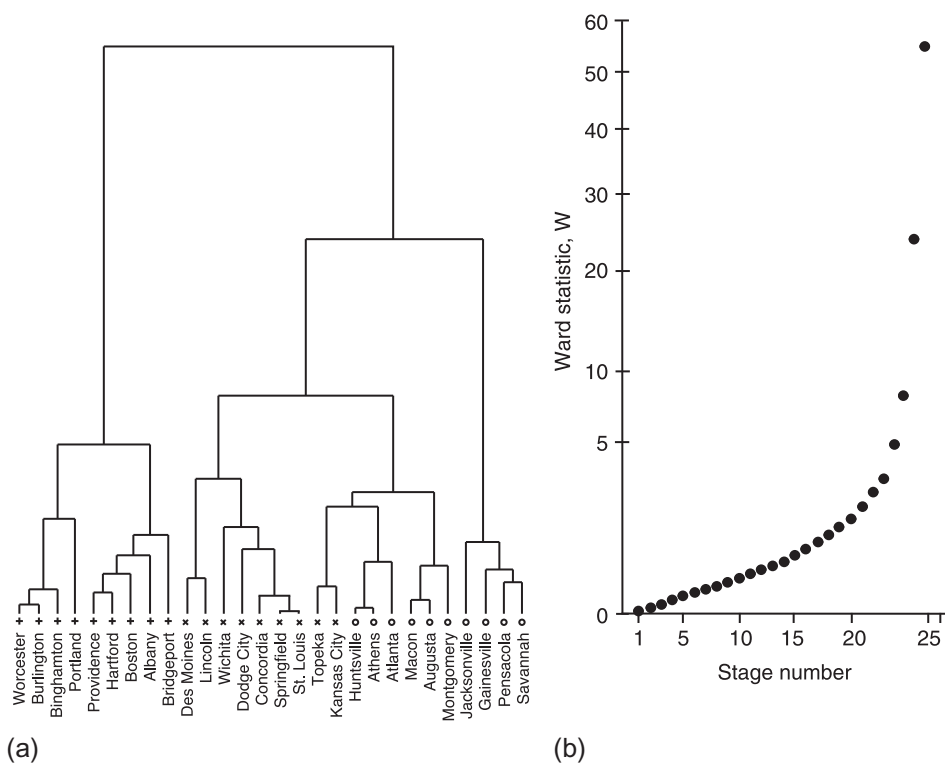 Worcester
Burlington
Binghamton
Portland
Providence
Hartford
Boston
Albany
Bridgeport
Des Moines
Lincoln
Wichita
Dodge City
Concordia
Springfield
St. Louis
Topeka
Kansas City
Huntsville
Athens
Atlanta
Macon
Augusta
Montgomery
Jacksonville
Gainesville
Pensacola
Savannah
(a)
60
50
40
30
20
10
5
0
Ward statistic, W
1 5 10 15 20 25
Stage number
(b)